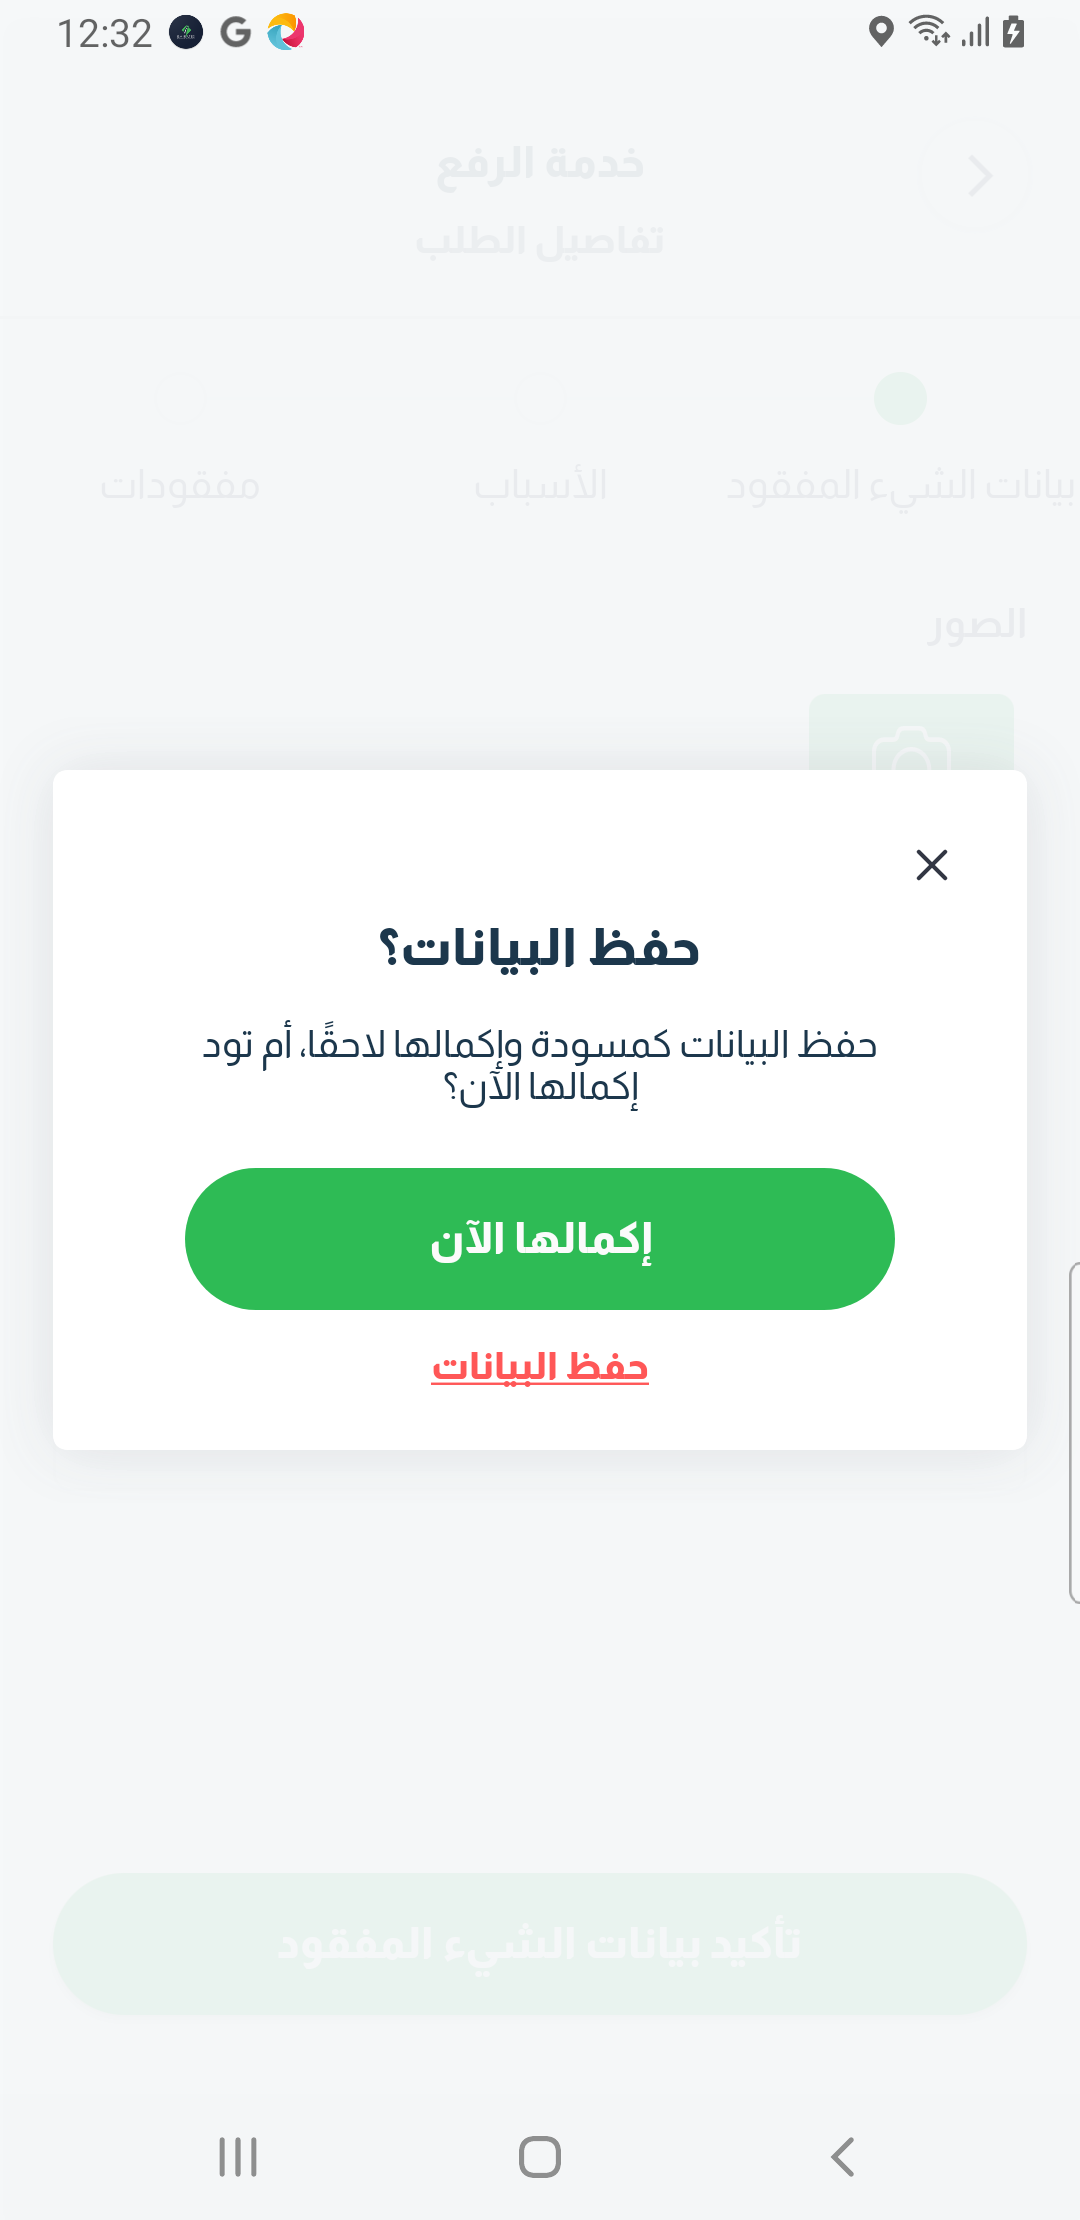 12:32
خدمة الرفع
تفاصيل الطلب
بيانات الشيء المفقود
الأسباب
مفقودات
الصور
حفظ البيانات؟
حفظ البيانات كمسودة وإكمالها لاحقًا، أم تود
إكمالها الآن؟
إكمالها الآن
حفظ البيانات
تأكيد بيانات الشيء المفقود